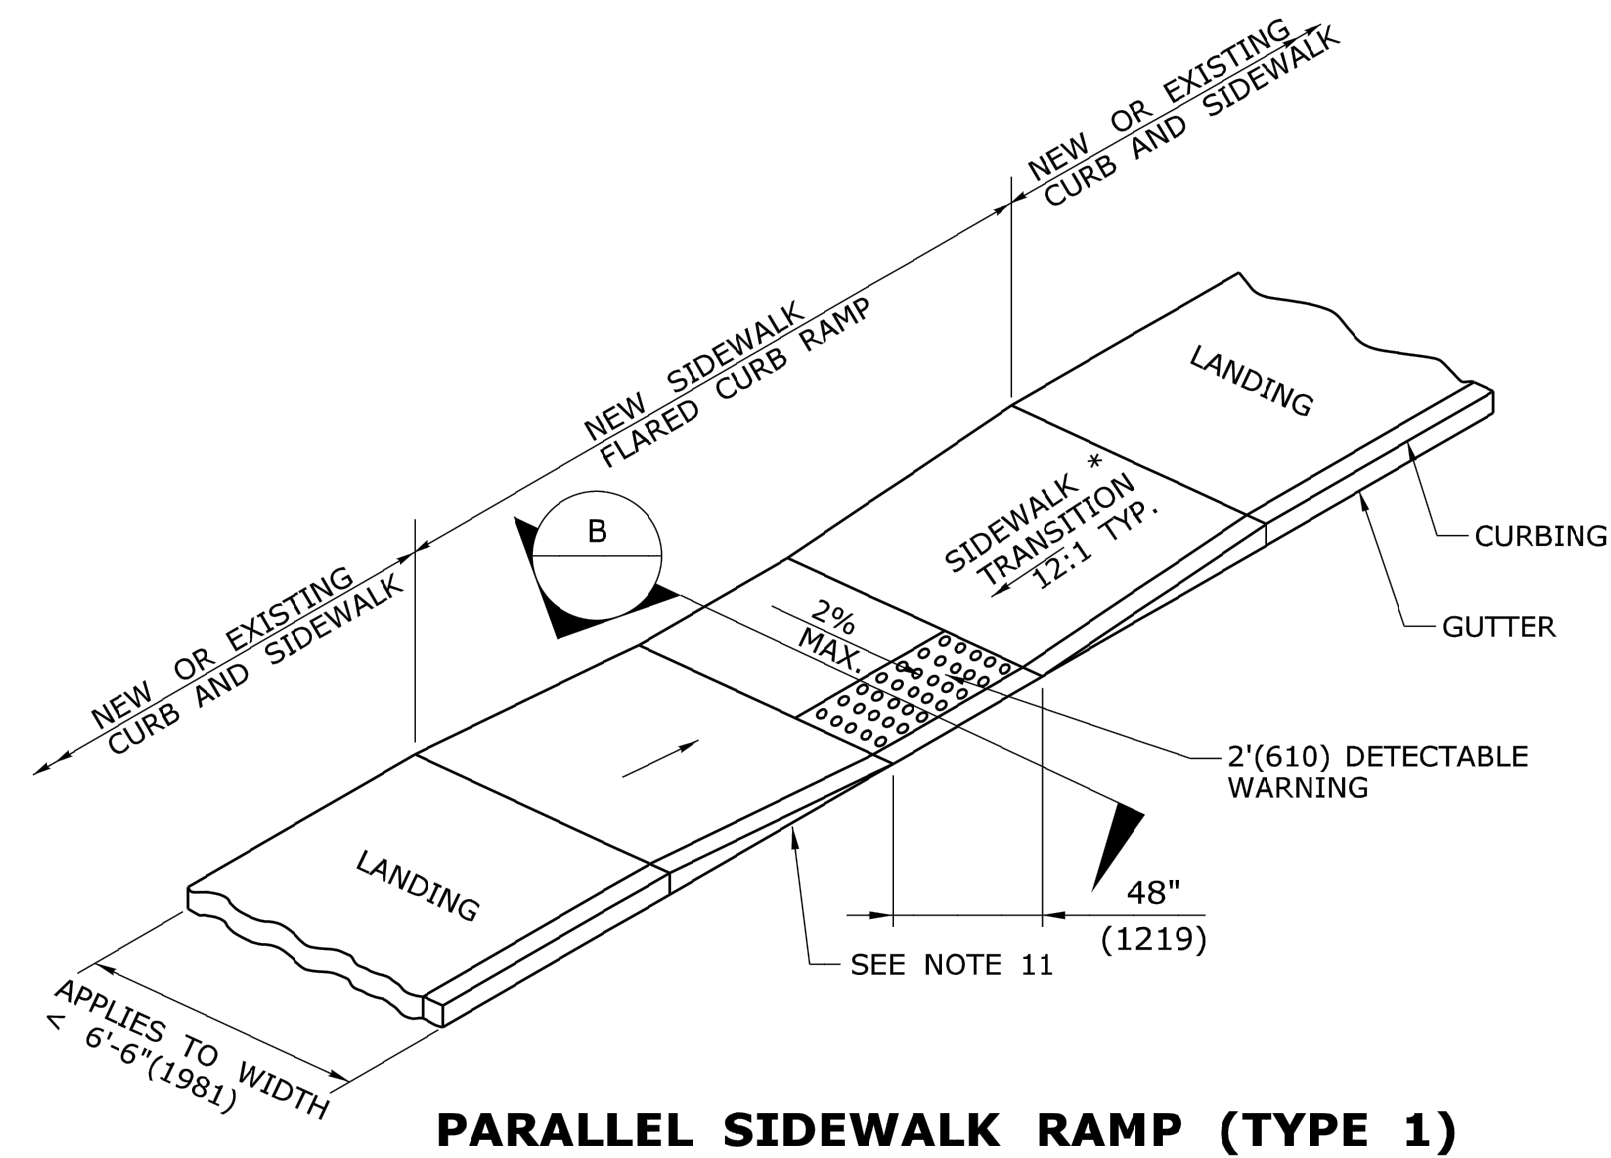 NEW OR EXISTING
CURB AND SIDEWALK
NEW SIDEWALK
FLARED CURB RAMP
LANDING
SIDEWALK *
TRANSITION
12:1 TYP.
B
CURBING
NEW OR EXISTING
CURB AND SIDEWALK
2%
MAX.
GUTTER
2'(610) DETECTABLE
WARNING
LANDING
48"
(1219)
SEE NOTE 11
APPLIES TO WIDTH
< 6'-6"(1981)
PARALLEL SIDEWALK RAMP (TYPE 1)